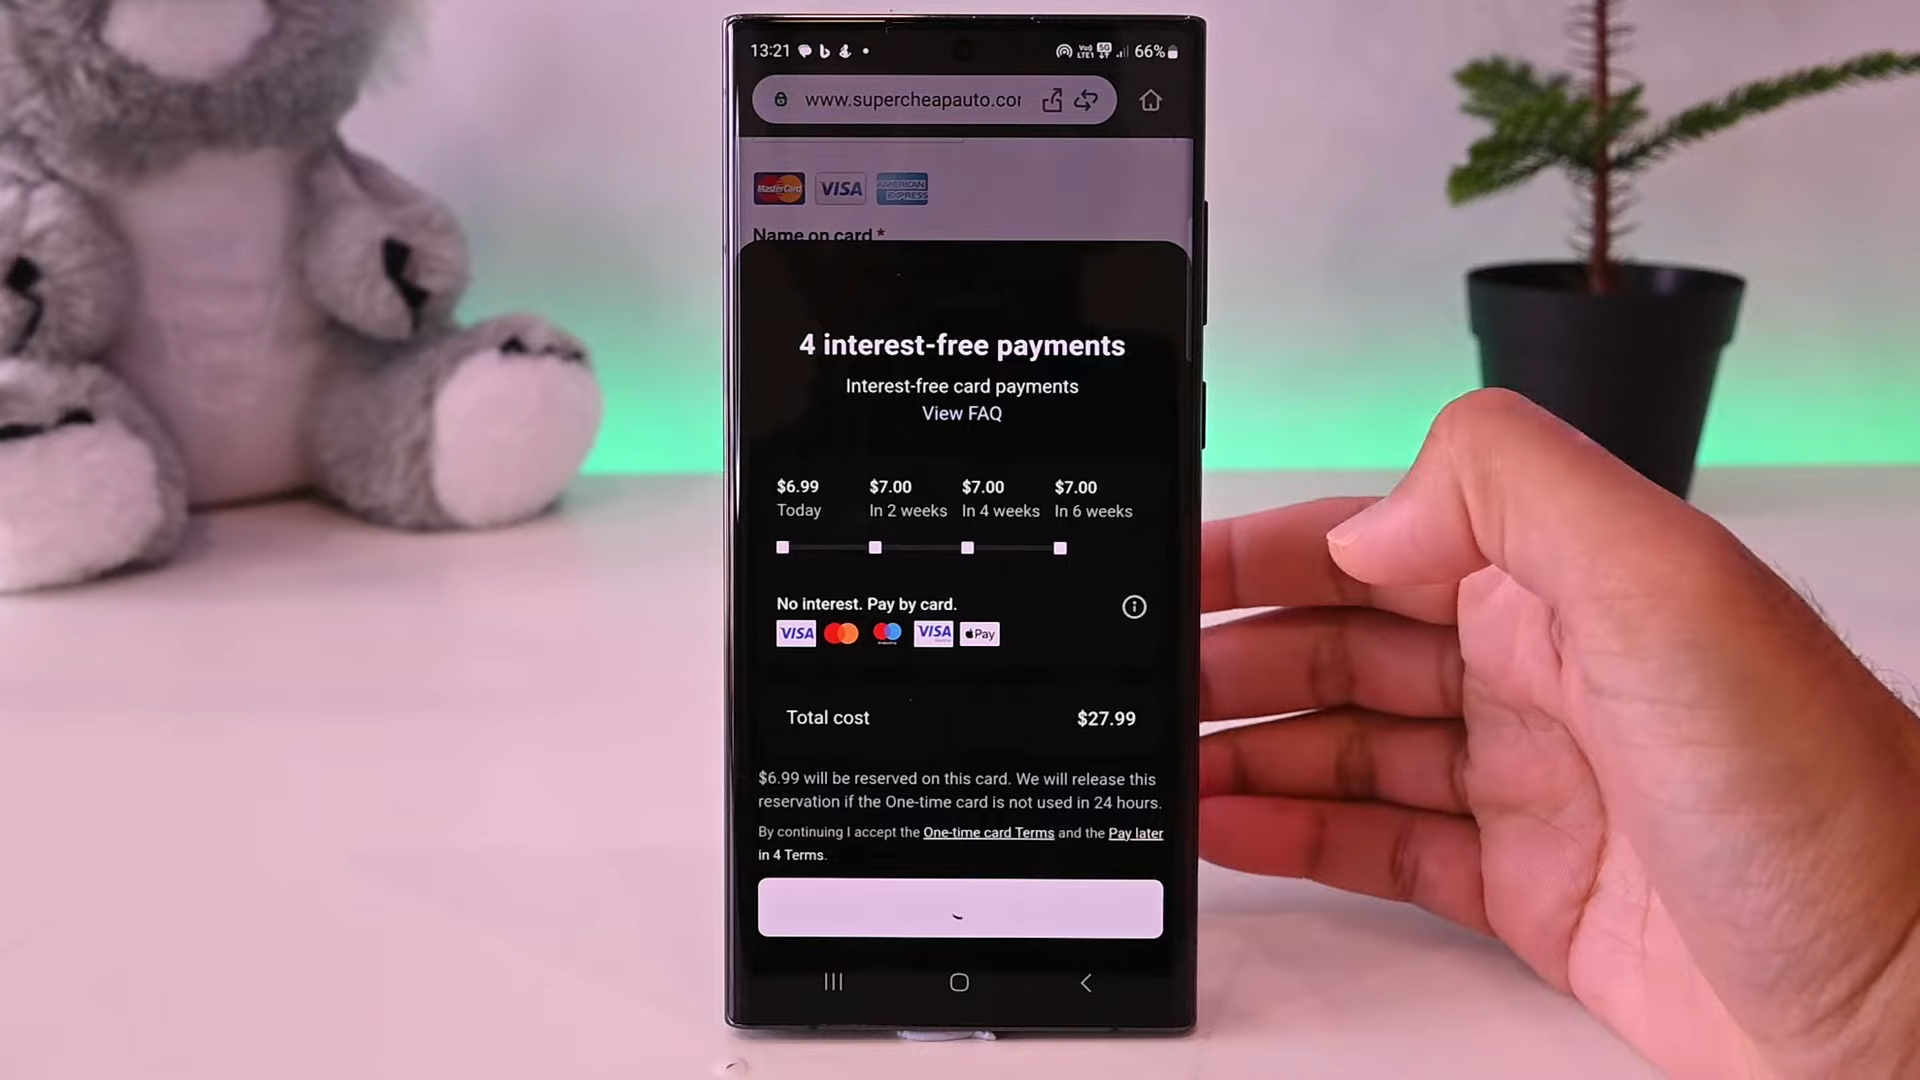 13:21 66%
www.supercheapauto.cor
MasterCard VISA AMERICAN EXPRESS
Name on card *
4 interest-free payments
Interest-free card payments
View FAQ
$6.99 $7.00 $7.00 $7.00
Today In 2 weeks In 4 weeks In 6 weeks
No interest. Pay by card.
VISA VISA Pay
Total cost $27.99
$6.99 will be reserved on this card. We will release this
reservation if the One-time card is not used in 24 hours.
By continuing I accept the One-time card Terms and the Pay later
in 4 Terms.